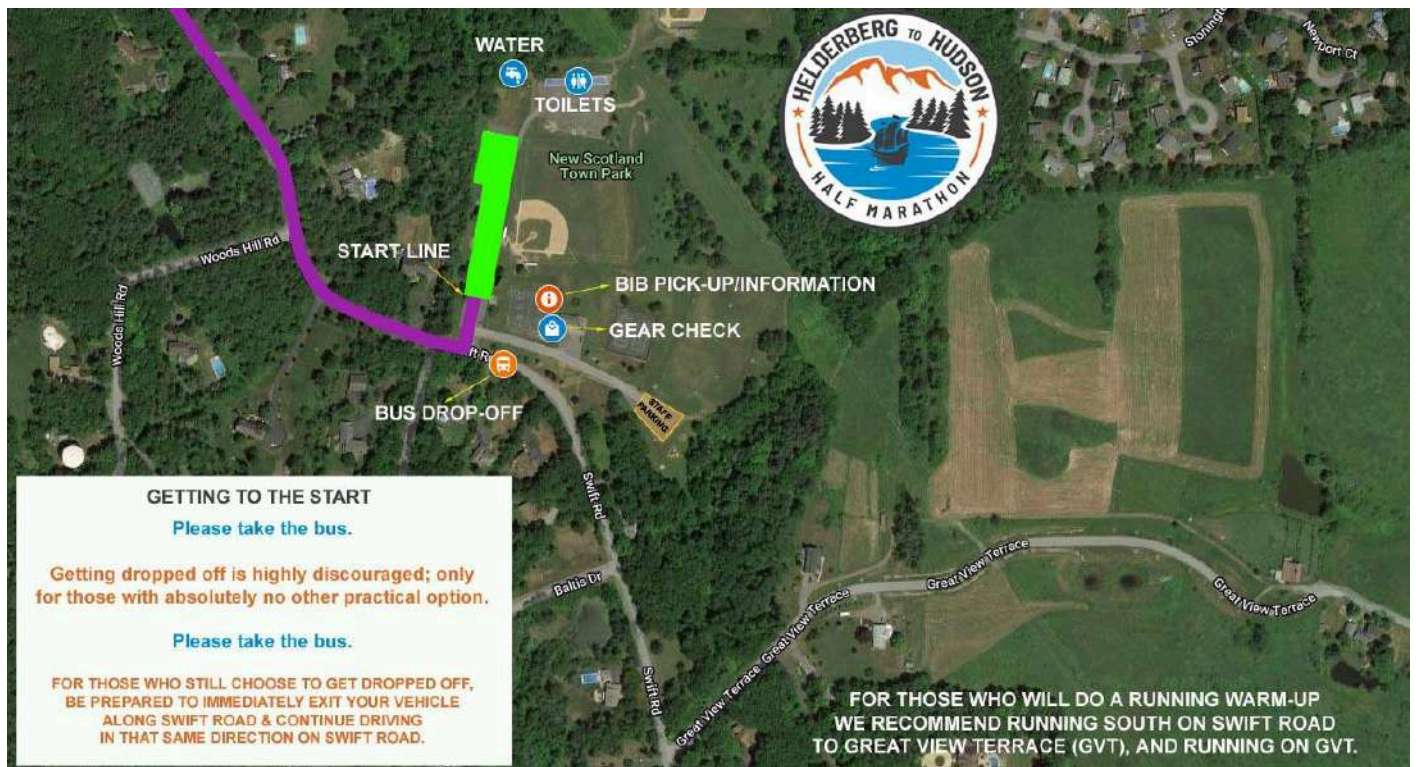 WATER
TOILETS
New Scotland
Town Park
HELDERBERG TO HUDSON
HALF MARATHON
Stonington
Newport Ct
Woods Hill Rd
Woods Hill Rd
START LINE
BIB PICK-UP/INFORMATION
GEAR CHECK
ft Rd
BUS DROP-OFF
STAFF
PARKING
Swift Rd
Baltis Dr
Swift Rd
Great View Terrace
Great View Terrace
Great View Terrace
Great View Terrace
GETTING TO THE START
Please take the bus.
Getting dropped off is highly discouraged; only
for those with absolutely no other practical option.
Please take the bus.
FOR THOSE WHO STILL CHOOSE TO GET DROPPED OFF,
BE PREPARED TO IMMEDIATELY EXIT YOUR VEHICLE
ALONG SWIFT ROAD & CONTINUE DRIVING
IN THAT SAME DIRECTION ON SWIFT ROAD.
FOR THOSE WHO WILL DO A RUNNING WARM-UP
WE RECOMMEND RUNNING SOUTH ON SWIFT ROAD
TO GREAT VIEW TERRACE (GVT), AND RUNNING ON GVT.